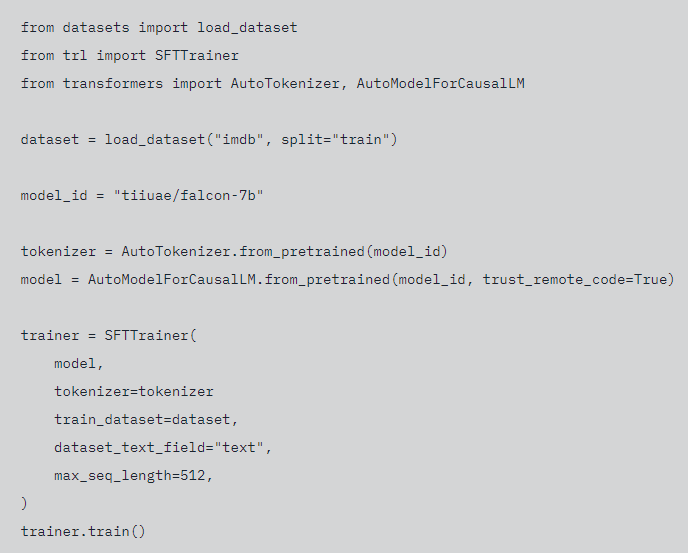 from datasets import load_dataset
from trl import SFTTrainer
from transformers import AutoTokenizer, AutoModelForCausalLM

dataset = load_dataset("imdb", split="train")

model_id = "tiiuae/falcon-7b"

tokenizer = AutoTokenizer.from_pretrained(model_id)
model = AutoModelForCausalLM.from_pretrained(model_id, trust_remote_code=True)

trainer = SFTTrainer(
    model,
    tokenizer=tokenizer
    train_dataset=dataset,
    dataset_text_field="text",
    max_seq_length=512,
)
trainer.train()